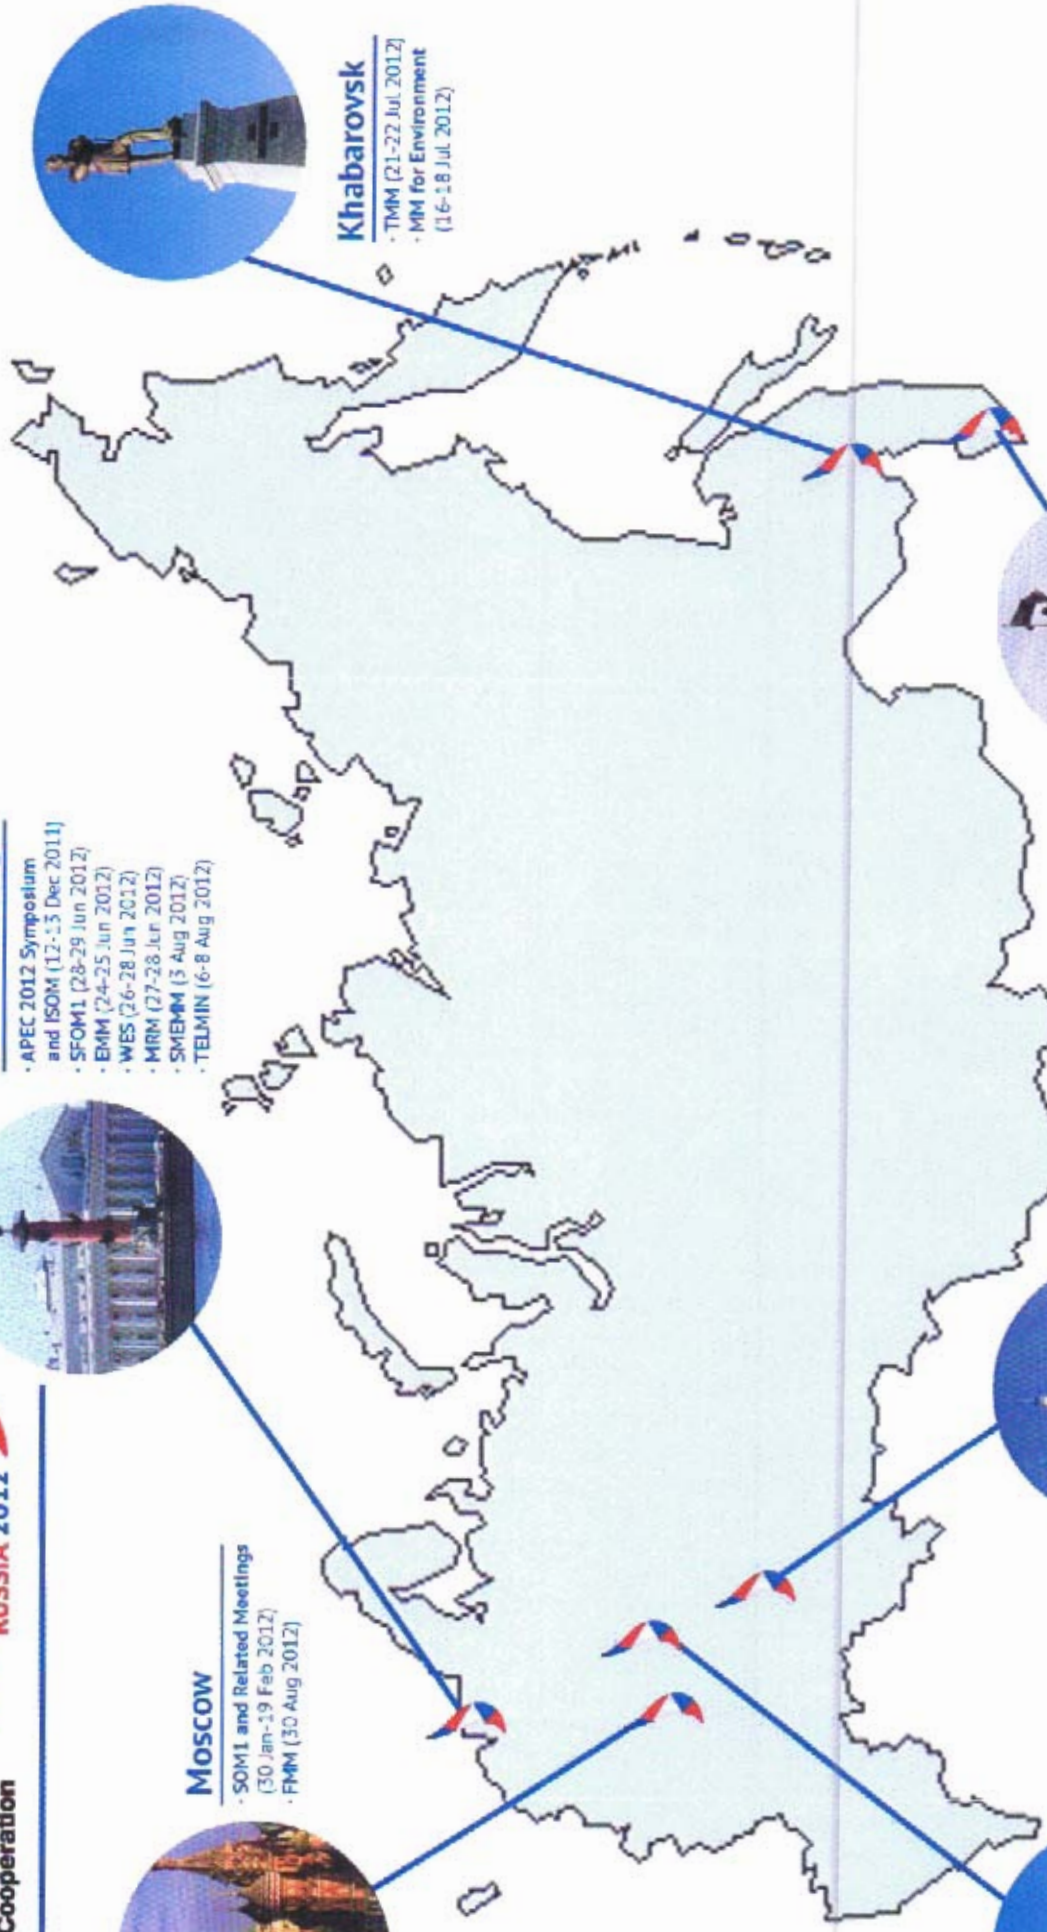 Cooperation
RUSSIA 2012
Moscow
· SOM1 and Related Meetings
(30 Jan-19 Feb 2012)
· FMM (30 Aug 2012)
· APEC 2012 Symposium
and ISOM (12-13 Dec 2011)
· SFOM1 (28-29 Jun 2012)
· EMM (24-25 Jun 2012)
· WES (26-28 Jun 2012)
· MRM (27-28 Jun 2012)
· SMEMM (3 Aug 2012)
· TELMIN (6-8 Aug 2012)
Khabarovsk
· TMM (21-22 Jul 2012)
· MM for Environment
(16-18 Jul 2012)